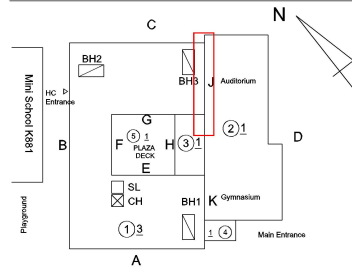 C
N
BH2
BH3
J Auditorium
HC
Entrance
Mini School K881
G
5 1
F PLAZA H
DECK
E
3 1
2 1
B
D
SL
CH
BH1
K Gymnasium
Playground
1 3
1 4
Main Entrance
A